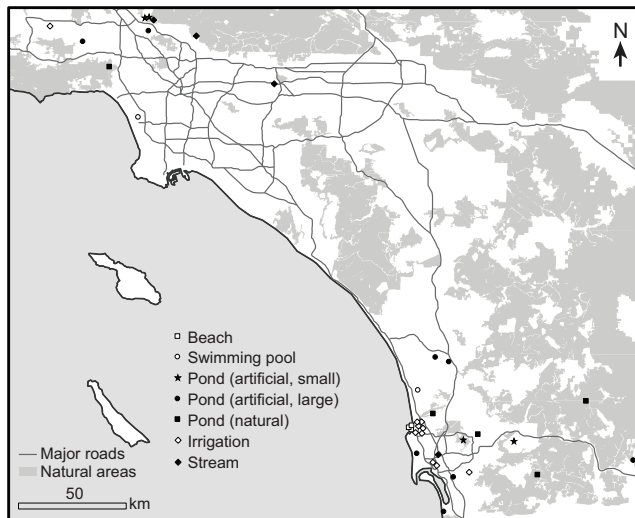 N
Beach
Swimming pool
Pond (artificial, small)
Pond (artificial, large)
Pond (natural)
Irrigation
Stream
Major roads
Natural areas
50
km